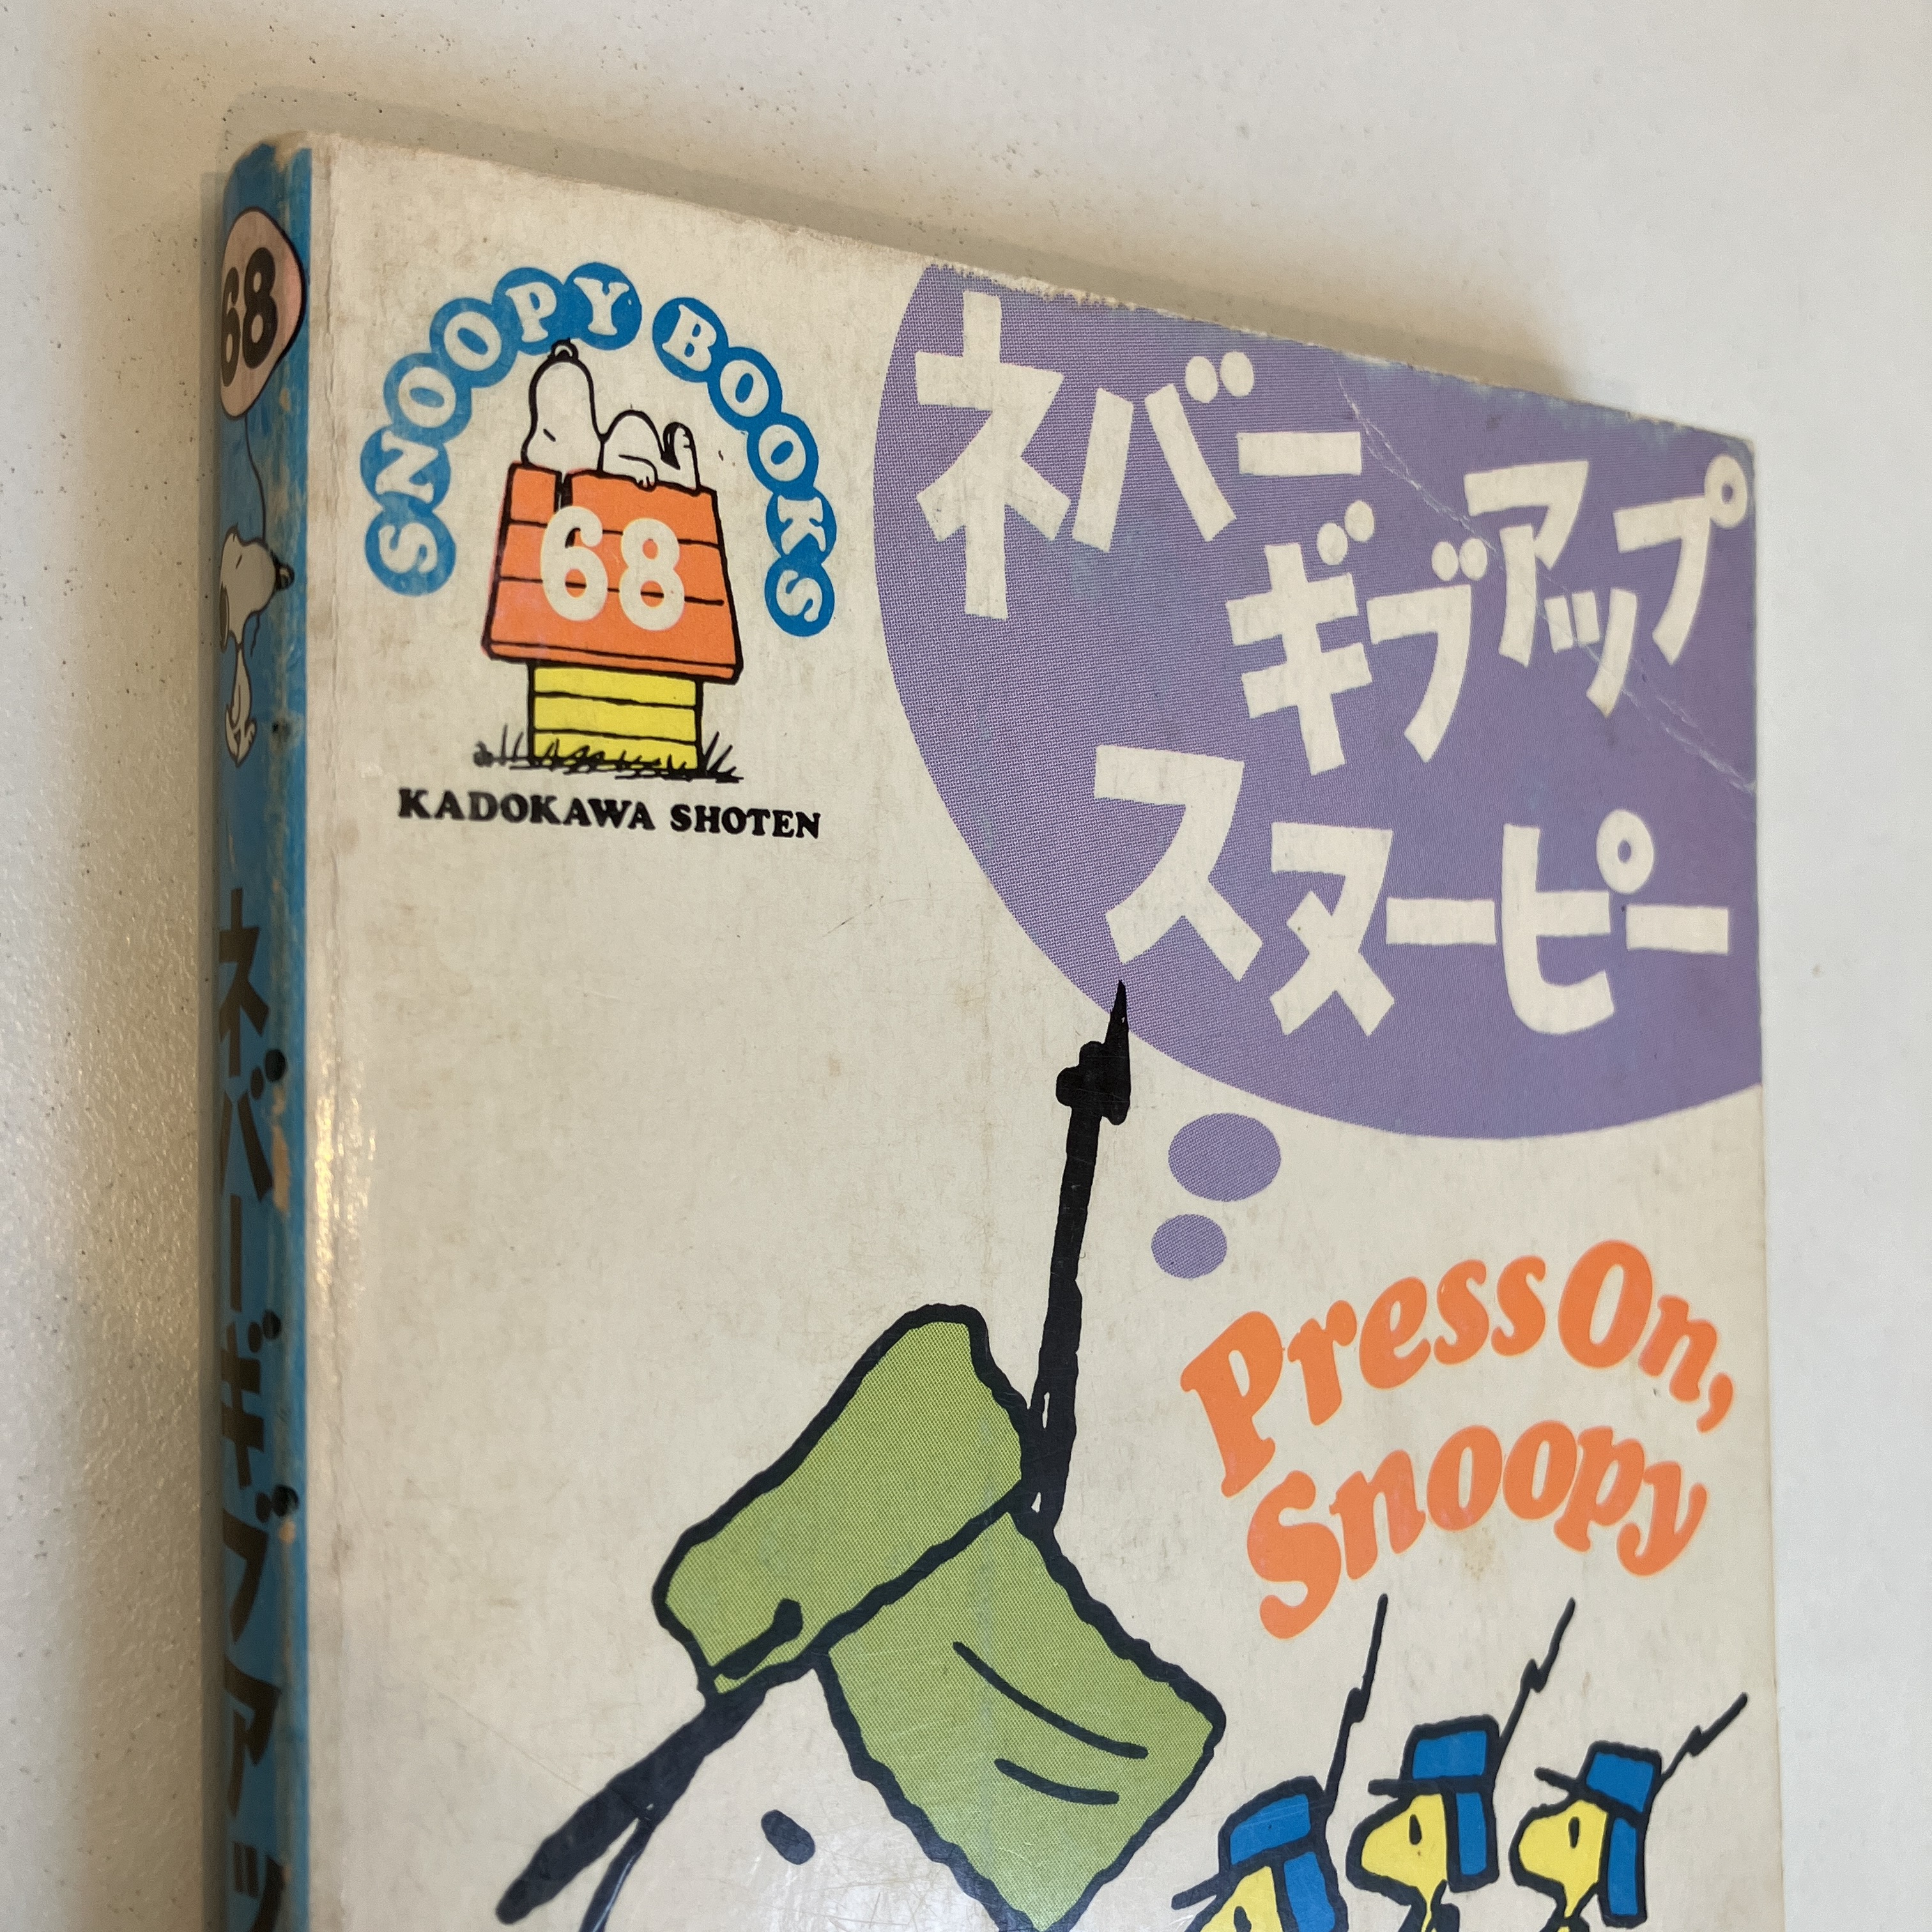 68
ネバーギブアッ
SNOOPY BOOKS
68
KADOKAWA SHOTEN
ネバー
ギブアップ
スヌーピー
Press On,
Snoopy